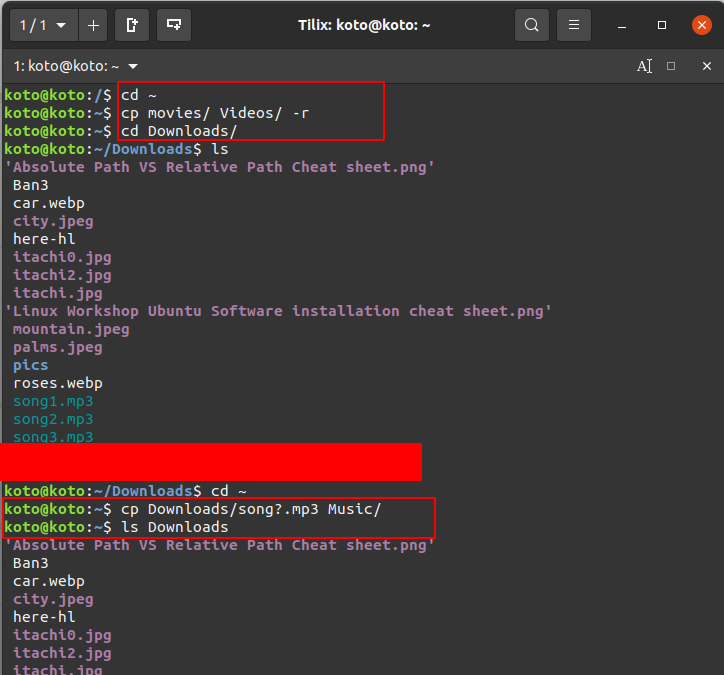 1 / 1
Tilix: koto@koto: ~
1: koto@koto: ~
koto@koto:/$ cd ~
koto@koto:~$ cp movies/ Videos/ -r
koto@koto:~$ cd Downloads/
koto@koto:~/Downloads$ ls
'Absolute Path VS Relative Path Cheat sheet.png'
Ban3
car.webp
city.jpeg
here-hl
itachi0.jpg
itachi2.jpg
itachi.jpg
'Linux Workshop Ubuntu Software installation cheat sheet.png'
mountain.jpeg
palms.jpeg
pics
roses.webp
song1.mp3
song2.mp3
song3.mp3
koto@koto:~/Downloads$ cd ~
koto@koto:~$ cp Downloads/song?.mp3 Music/
koto@koto:~$ ls Downloads
'Absolute Path VS Relative Path Cheat sheet.png'
Ban3
car.webp
city.jpeg
here-hl
itachi0.jpg
itachi2.jpg
itachi.jpg